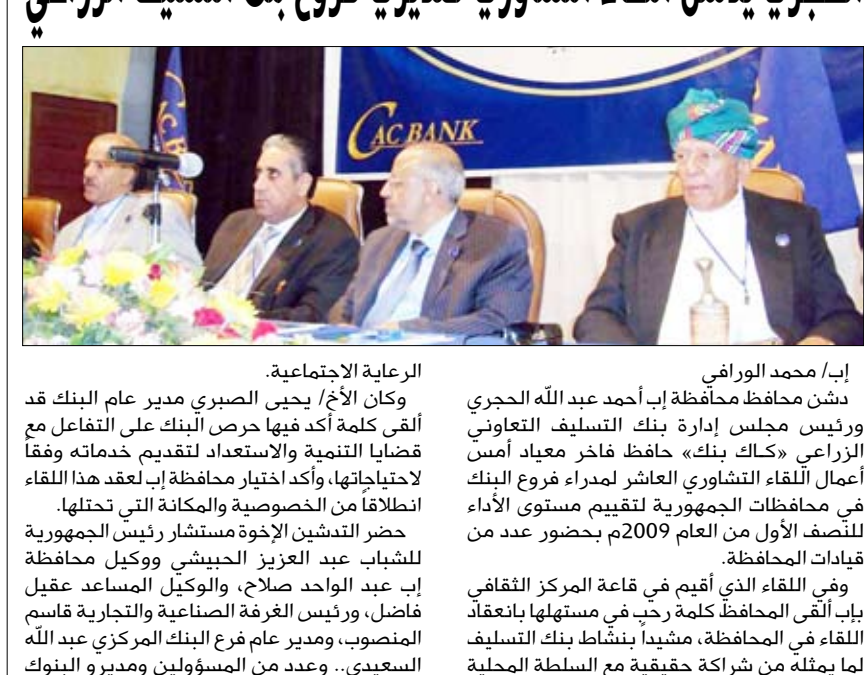 CAC BANK
إب/ محمد الورافي
دشن محافظ محافظة إب أحمد عبد الله الحجري
ورئيس مجلس إدارة بنك التسليف التعاوني
الزراعي «كـاك بنك» حافظ فاخر معياد أمس
أعمال اللقاء التشاوري العاشر لمدراء فروع البنك
في محافظات الجمهورية لتقييم مستوى الأداء
للنصف الأول من العام 2009م بحضور عدد من
قيادات المحافظة.
وفي اللقاء الذي أقيم في قاعة المركز الثقافي
بإب ألقى المحافظ كلمة رحب في مستهلها بانعقاد
اللقاء في المحافظة، مشيداً بنشاط بنك التسليف
لما يمثله من شراكة حقيقية مع السلطة المحلية
الرعاية الاجتماعية.
وكان الأخ/ يحيى الصبري مدير عام البنك قد
ألقى كلمة أكد فيها حرص البنك على التفاعل مع
قضايا التنمية والاستعداد لتقديم خدماته وفقاً
لاحتياجاتها، وأكد اختيار محافظة إب لعقد هذا اللقاء
انطلاقاً من الخصوصية والمكانة التي تحتلها.
حضر التدشين الإخوة مستشار رئيس الجمهورية
للشباب عبد العزيز الحبيشي ووكيل محافظة
إب عبد الواحد صلاح، والوكيل المساعد عقيل
فاضل، ورئيس الغرفة الصناعية والتجارية قاسم
المنصوب، ومدير عام فرع البنك المركزي عبد الله
السعيدي.. وعدد من المسؤولين ومديرو البنوك